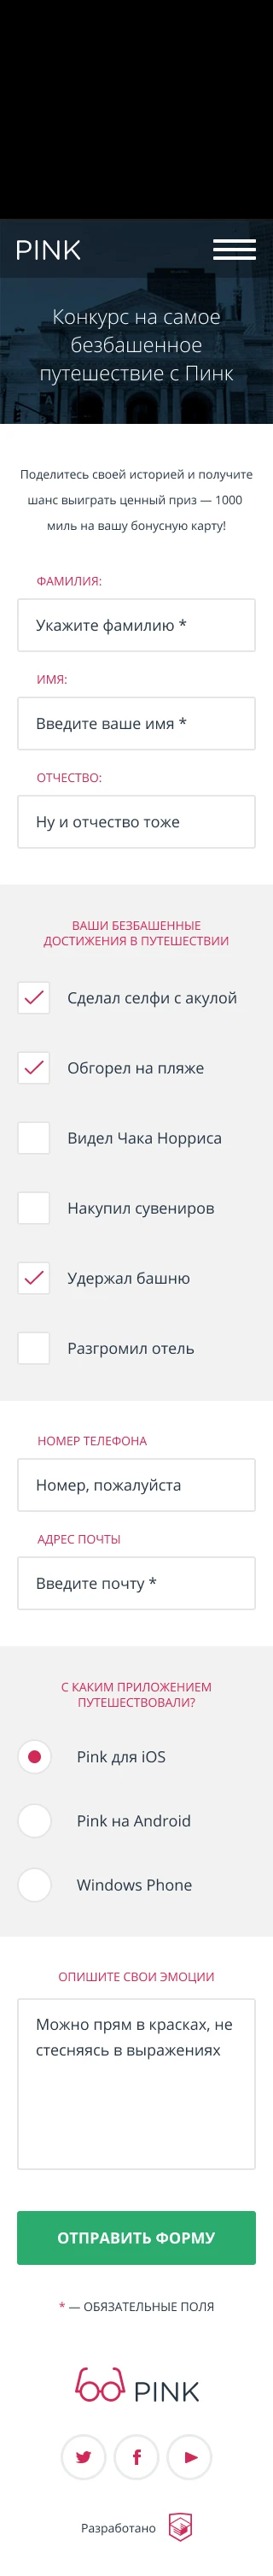 PINK
Конкурс на самое
безбашенное
путешествие с Пинк
Поделитесь своей историей и получите
шанс выиграть ценный приз — 1000
миль на вашу бонусную карту!
ФАМИЛИЯ:
Укажите фамилию *
ИМЯ:
Введите ваше имя *
ОТЧЕСТВО:
Ну и отчество тоже
ВАШИ БЕЗБАШЕННЫЕ
ДОСТИЖЕНИЯ В ПУТЕШЕСТВИИ
Сделал селфи с акулой
Обгорел на пляже
Видел Чака Норриса
Накупил сувениров
Удержал башню
Разгромил отель
НОМЕР ТЕЛЕФОНА
Номер, пожалуйста
АДРЕС ПОЧТЫ
Введите почту *
С КАКИМ ПРИЛОЖЕНИЕМ
ПУТЕШЕСТВОВАЛИ?
Pink для iOS
Pink на Android
Windows Phone
ОПИШИТЕ СВОИ ЭМОЦИИ
Можно прям в красках, не
стесняясь в выражениях
ОТПРАВИТЬ ФОРМУ
* — ОБЯЗАТЕЛЬНЫЕ ПОЛЯ
PINK
Разработано